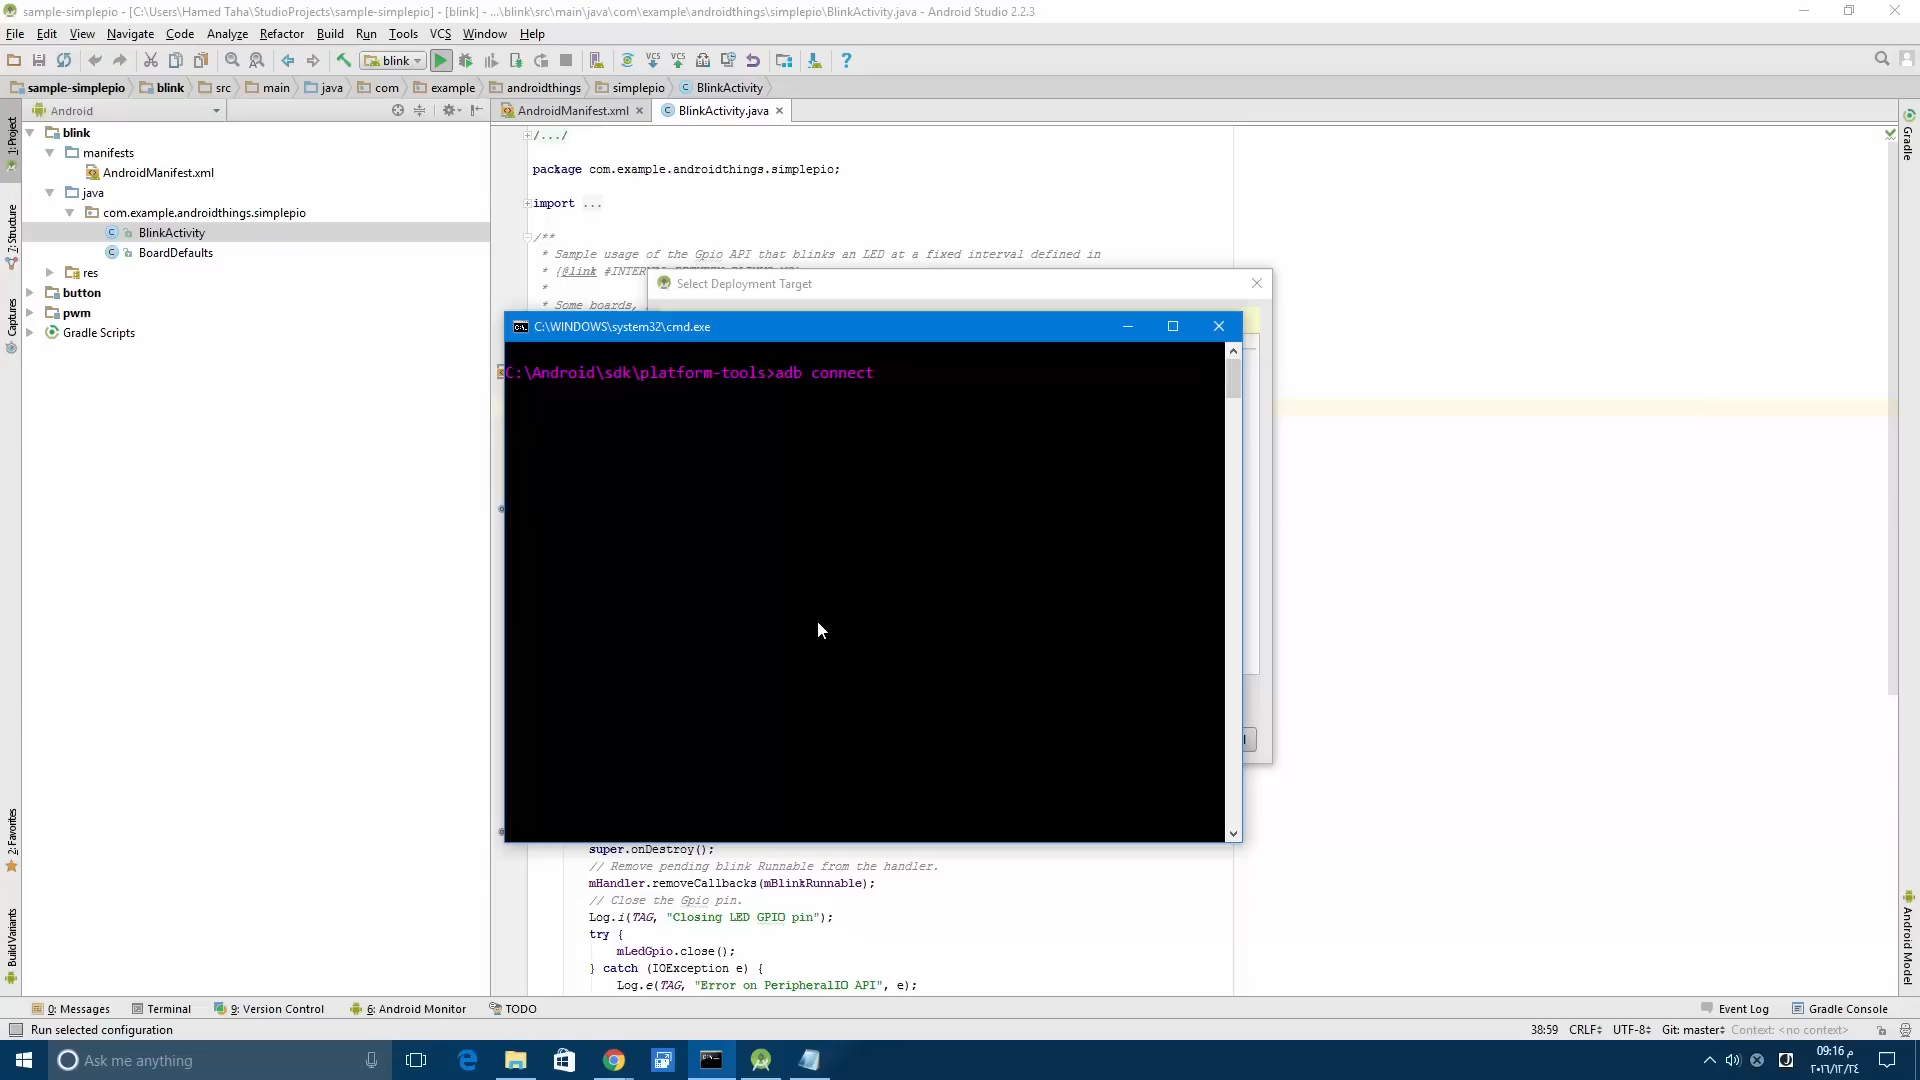 sample-simplepio - [C:\Users\Hamed Taha\StudioProjects\sample-simplepio] - [blink] - ...\blink\src\main\java\com\example\androidthings\simplepio\BlinkActivity.java - Android Studio 2.2.3
File Edit View Navigate Code Analyze Refactor Build Run Tools VCS Window Help
blink
VCS VCS
sample-simplepio blink src main java com example androidthings simplepio BlinkActivity
Android
AndroidManifest.xml BlinkActivity.java
blink
manifests
AndroidManifest.xml
java
com.example.androidthings.simplepio
BlinkActivity
BoardDefaults
res
button
pwm
Gradle Scripts
1: Project
7: Structure
Captures
2: Favorites
Build Variants
/.../
package com.example.androidthings.simplepio;
import ...
/**
* Sample usage of the Gpio API that blinks an LED at a fixed interval defined in
* {@link
*
* Some boards,
Select Deployment Target
C:\WINDOWS\system32\cmd.exe
C:\Android\sdk\platform-tools>adb connect
super.onDestroy();
// Remove pending blink Runnable from the handler.
mHandler.removeCallbacks(mBlinkRunnable);
// Close the Gpio pin.
Log.i(TAG, "Closing LED GPIO pin");
try {
mLedGpio.close();
} catch (IOException e) {
Log.e(TAG, "Error on PeripheralIO API", e);
Gradle
Android Model
0: Messages Terminal 9: Version Control 6: Android Monitor TODO Event Log Gradle Console
Run selected configuration 38:59 CRLF UTF-8 Git: master Context: <no context>
Ask me anything
09:16 م
٢٠١٦/١٢/٢٤